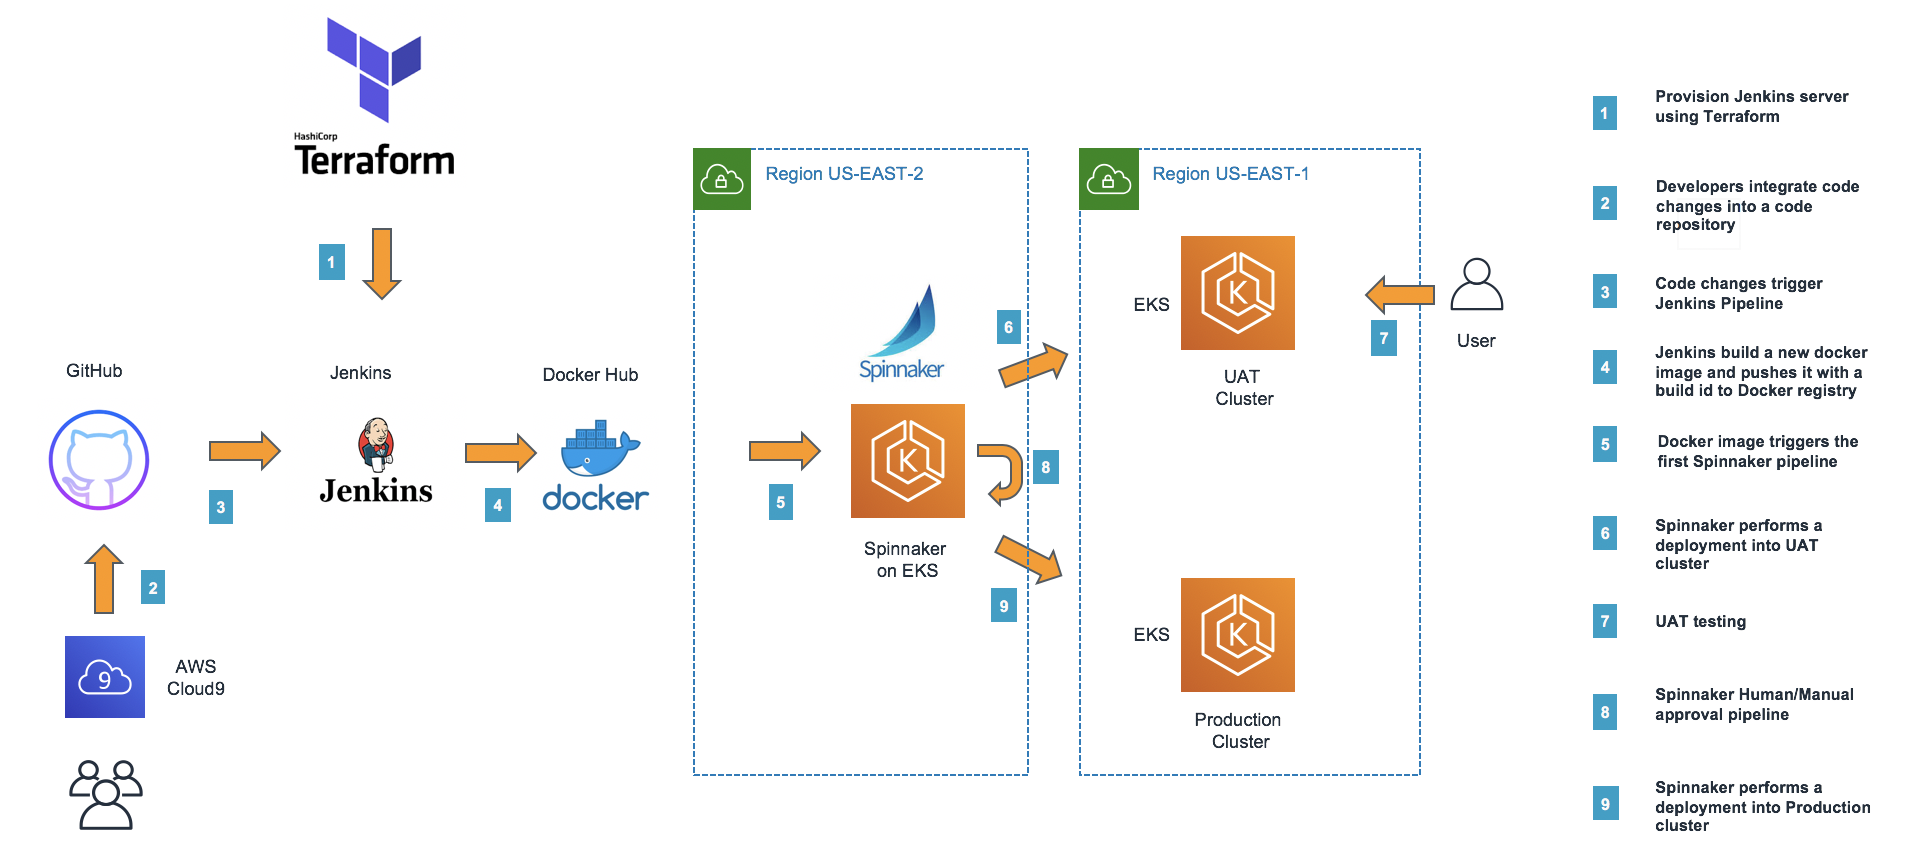 HashiCorp
Terraform
1
GitHub
Jenkins
Jenkins
Docker Hub
docker
3
4
2
9
AWS
Cloud9
Region US-EAST-2
Spinnaker
6
5
K
8
Spinnaker
on EKS
9
Region US-EAST-1
EKS
K
UAT
Cluster
7
User
EKS
K
Production
Cluster
1
Provision Jenkins server
using Terraform
2
Developers integrate code
changes into a code
repository
3
Code changes trigger
Jenkins Pipeline
4
Jenkins build a new docker
image and pushes it with a
build id to Docker registry
5
Docker image triggers the
first Spinnaker pipeline
6
Spinnaker performs a
deployment into UAT
cluster
7
UAT testing
8
Spinnaker Human/Manual
approval pipeline
9
Spinnaker performs a
deployment into Production
cluster